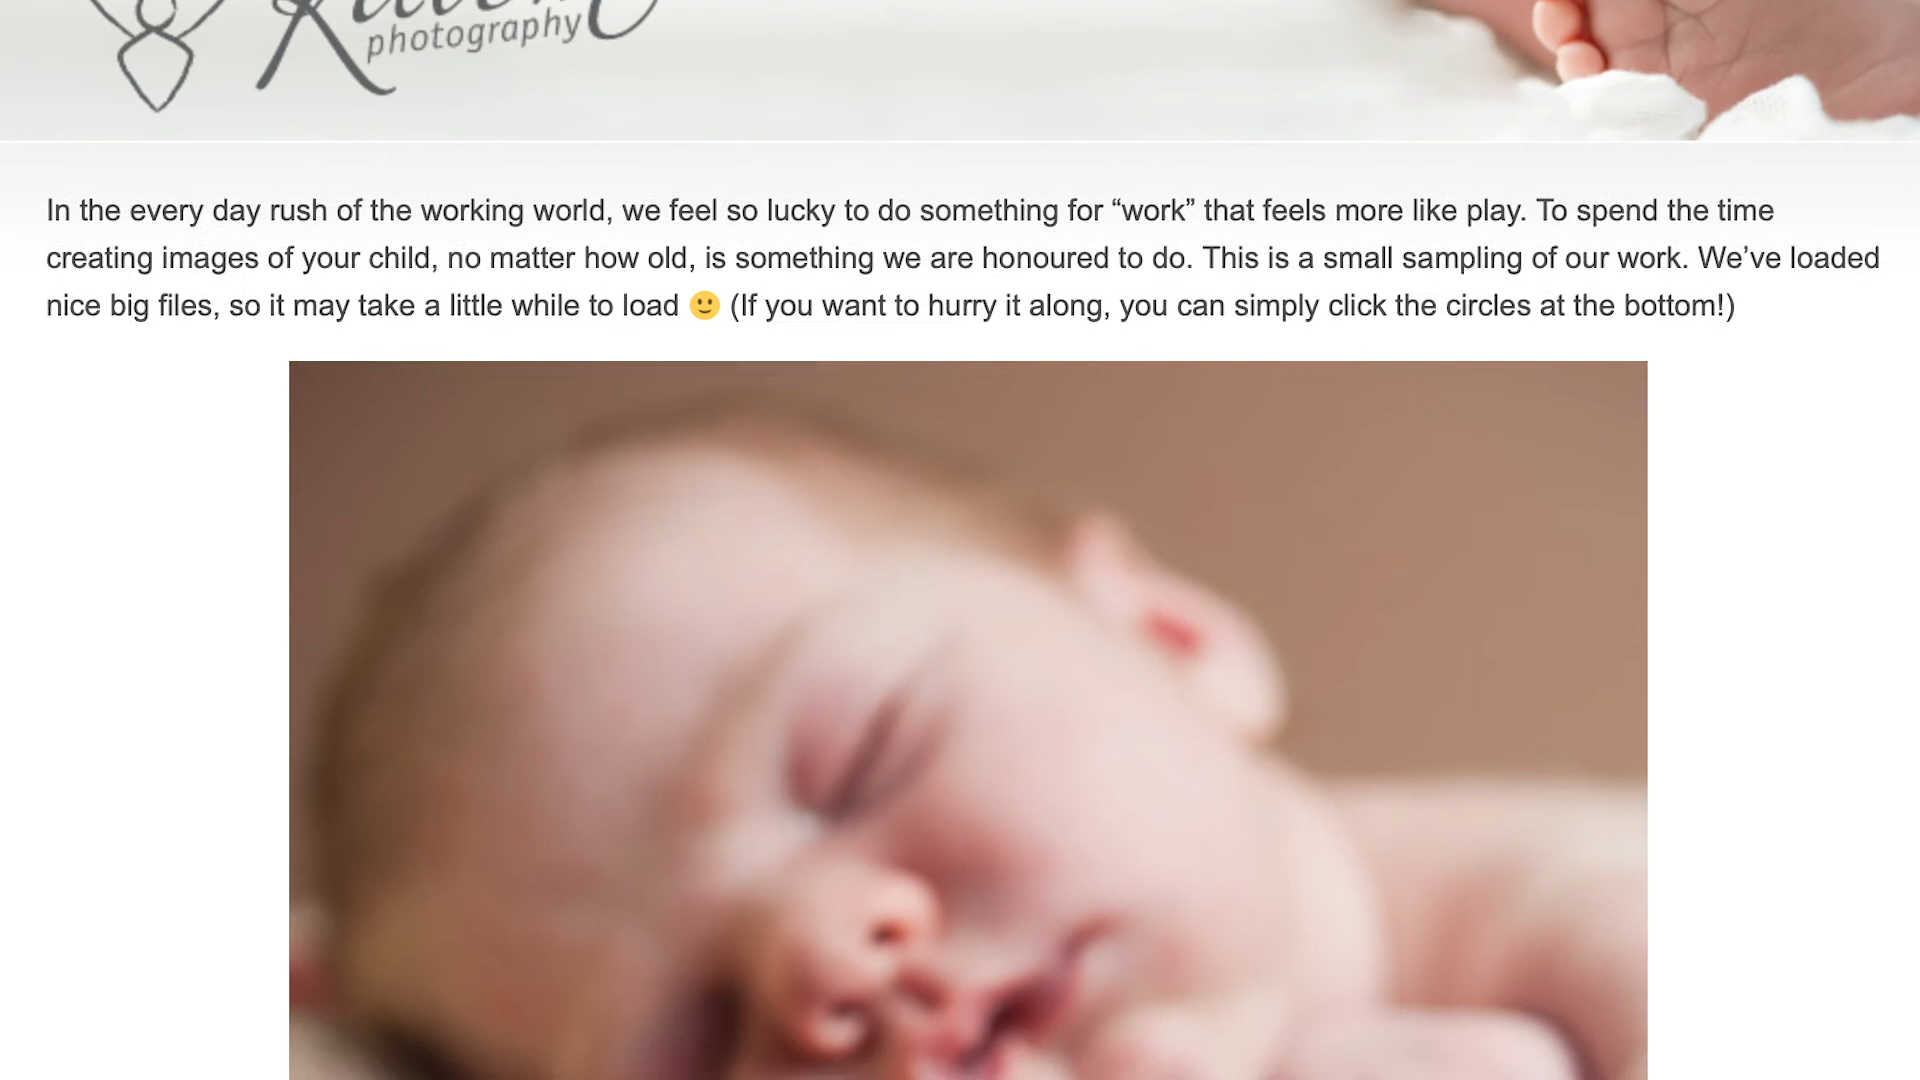 photography
In the every day rush of the working world, we feel so lucky to do something for “work” that feels more like play. To spend the time
creating images of your child, no matter how old, is something we are honoured to do. This is a small sampling of our work. We’ve loaded
nice big files, so it may take a little while to load 🙂 (If you want to hurry it along, you can simply click the circles at the bottom!)